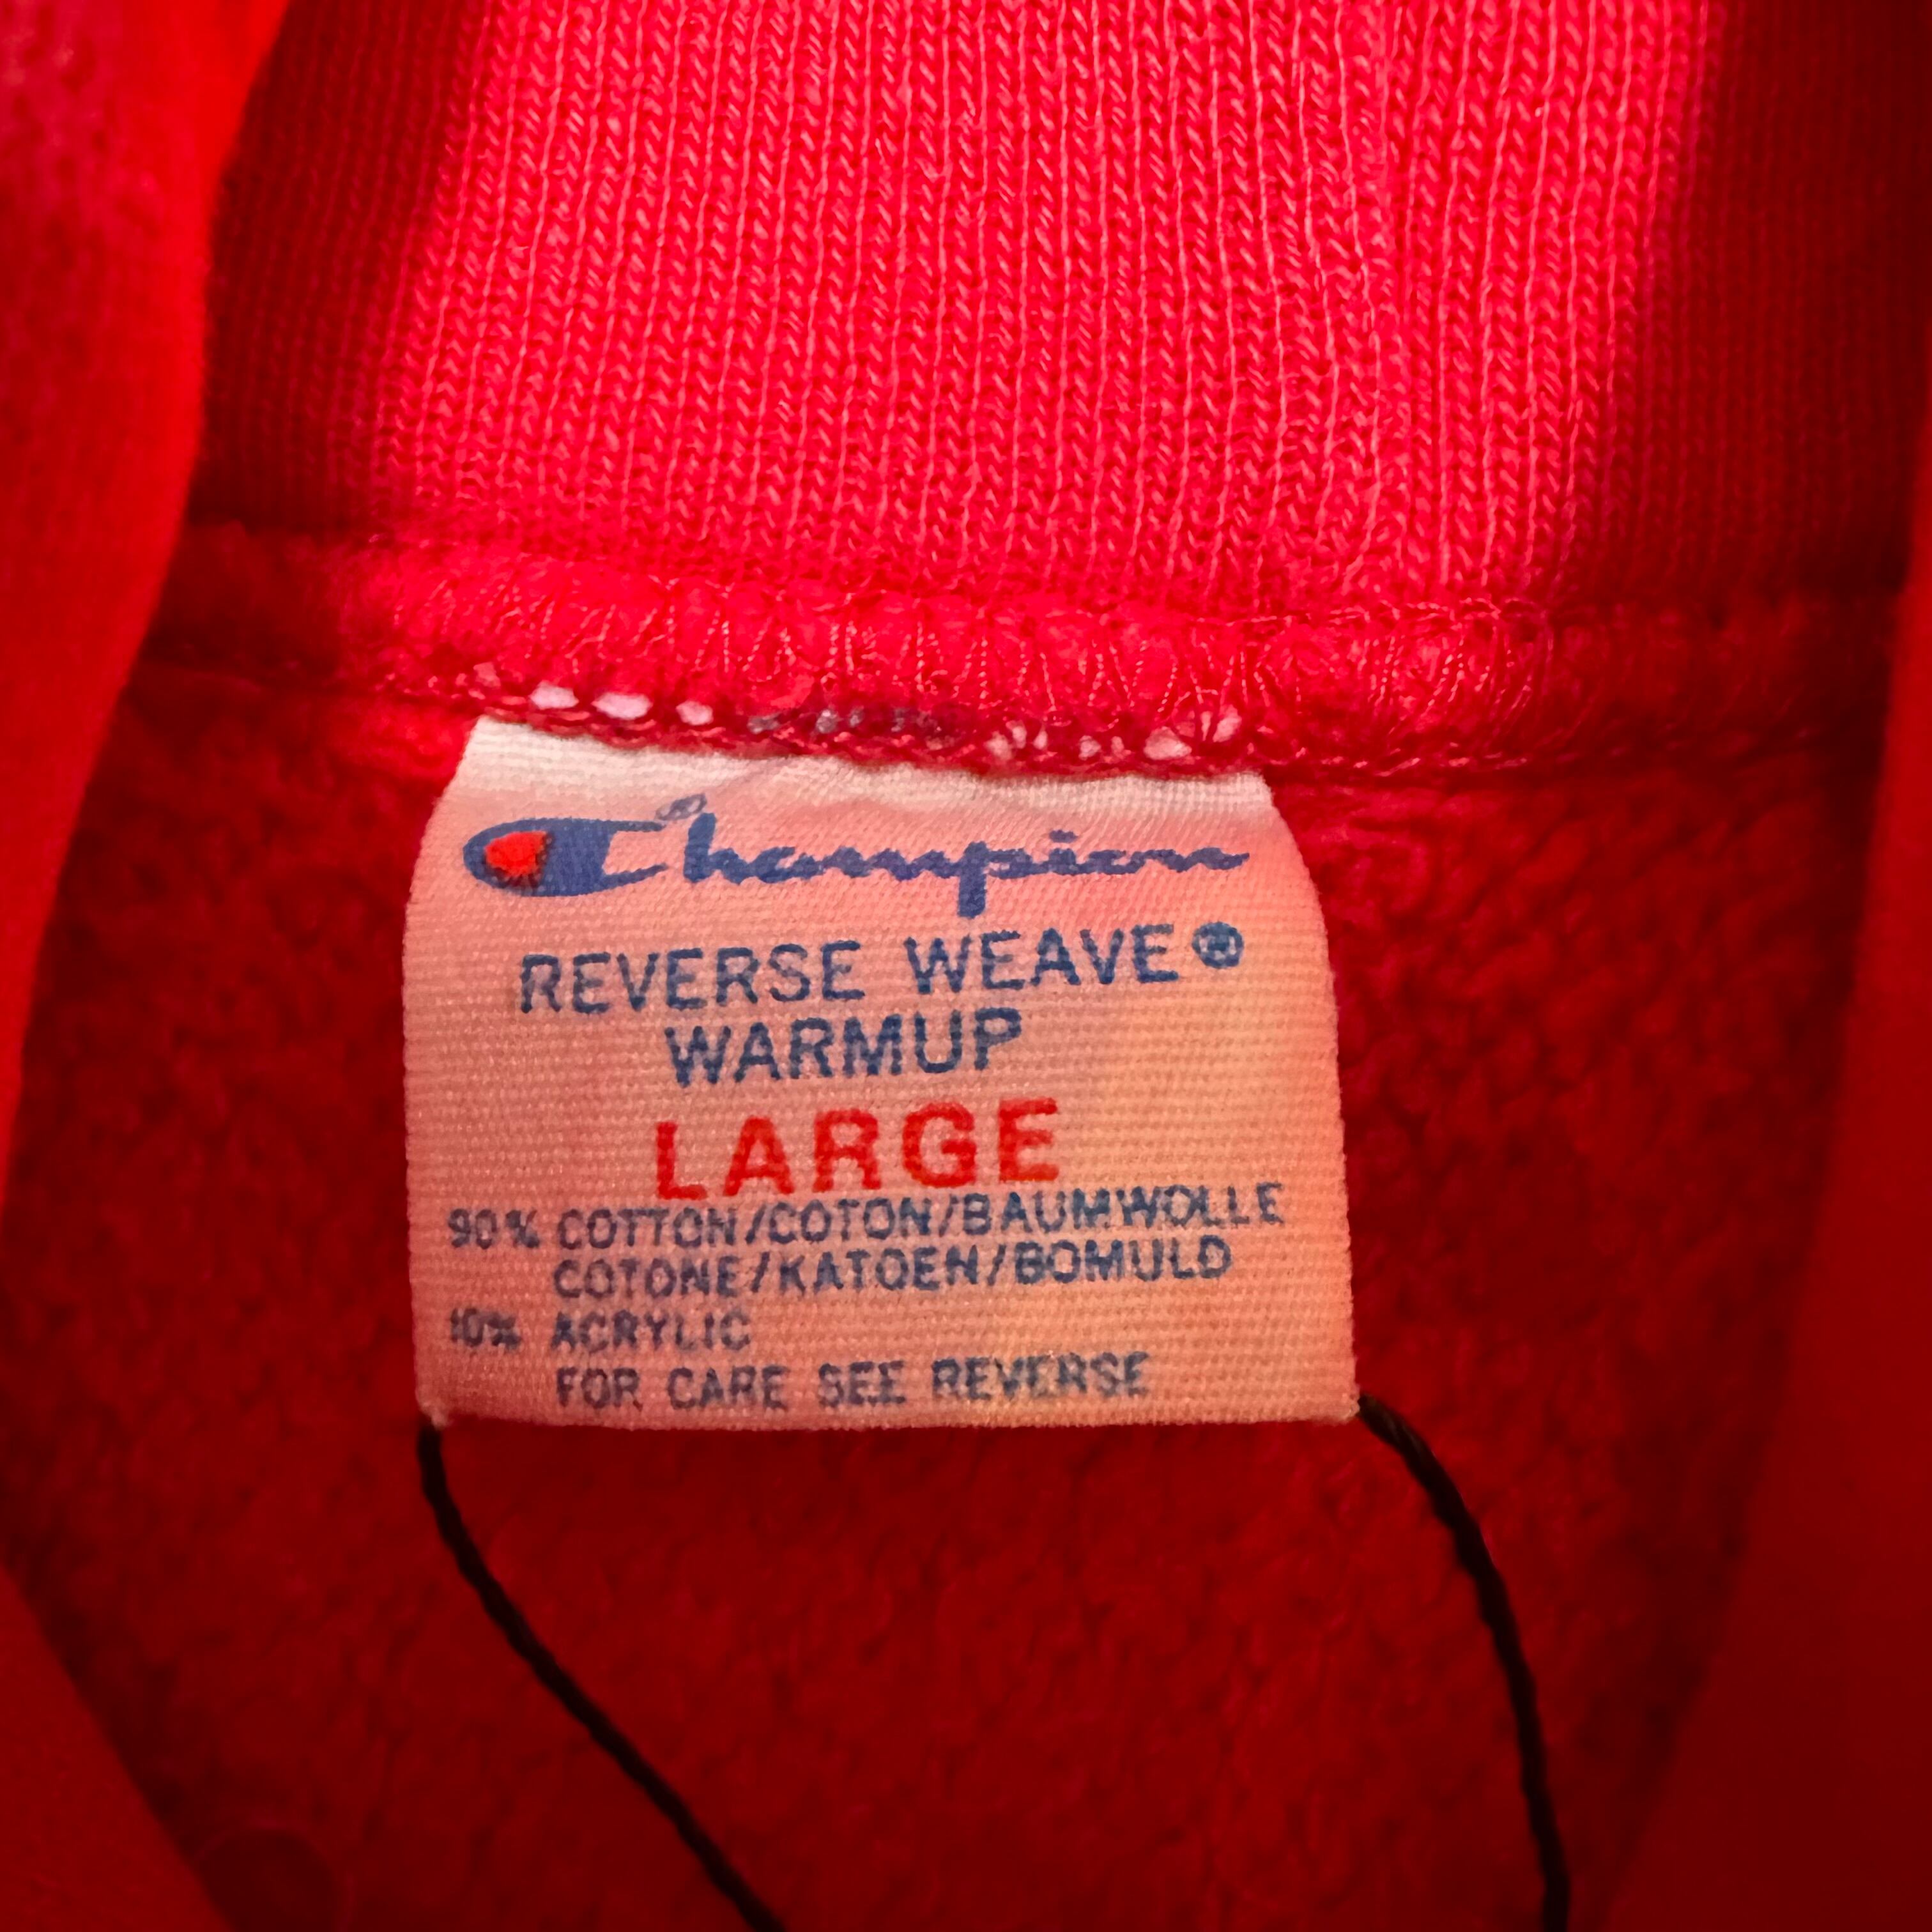 Champion®
REVERSE WEAVE®
WARMUP
LARGE
90% COTTON/COTON/BAUMWOLLE
COTONE/KATOEN/BOMULD
10% ACRYLIC
FOR CARE SEE REVERSE